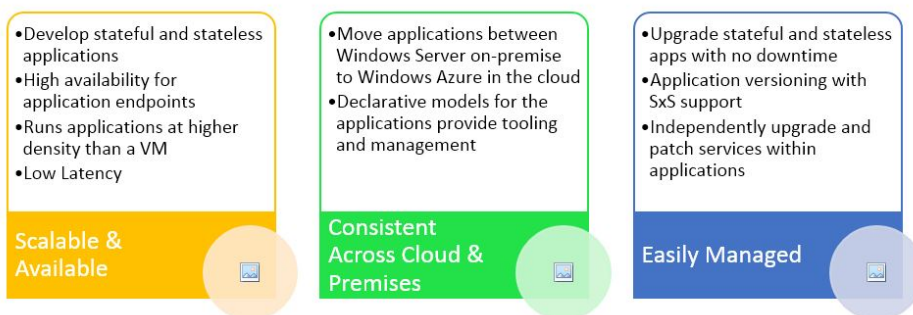 •Develop stateful and stateless
applications
•High availability for
application endpoints
•Runs applications at higher
density than a VM
•Low Latency
Scalable &
Available
•Move applications between
Windows Server on-premise
to Windows Azure in the cloud
•Declarative models for the
applications provide tooling
and management
Consistent
Across Cloud &
Premises
•Upgrade stateful and stateless
apps with no downtime
•Application versioning with
SxS support
•Independently upgrade and
patch services within
applications
Easily Managed